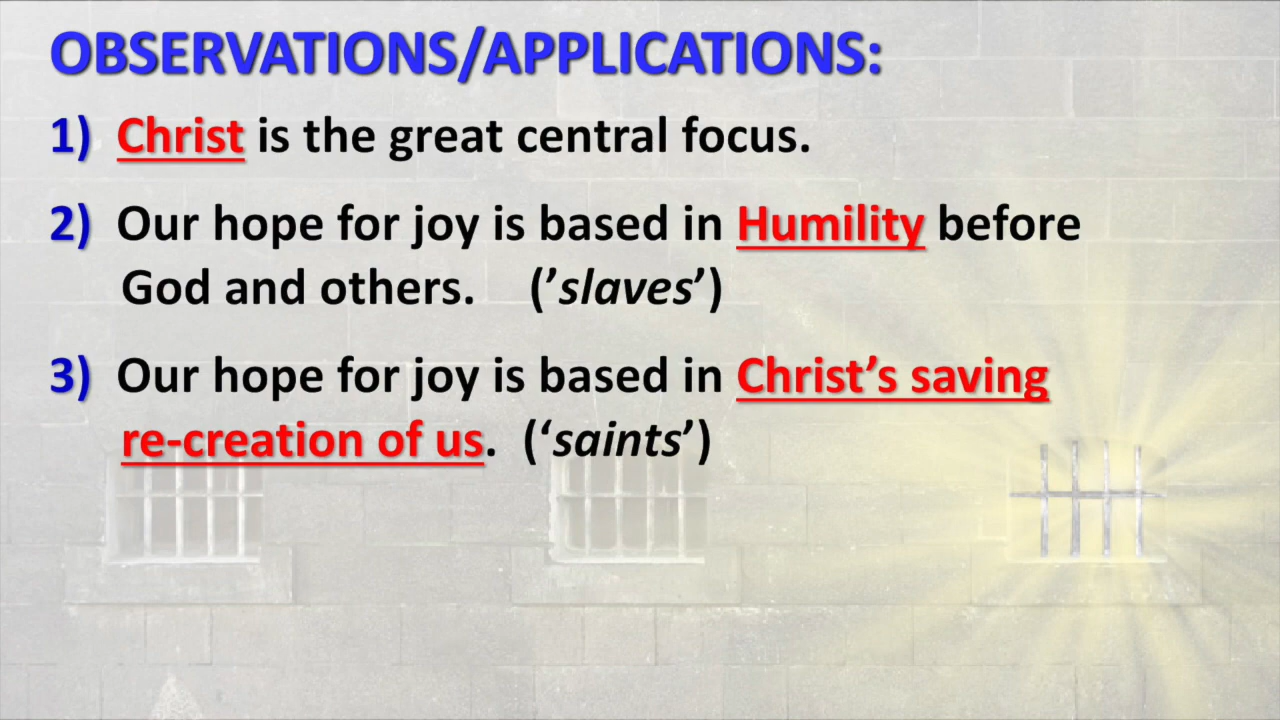 OBSERVATIONS/APPLICATIONS:
1) Christ is the great central focus.
2) Our hope for joy is based in Humility before
God and others. (’slaves’)
3) Our hope for joy is based in Christ’s saving
re-creation of us. (‘saints’)